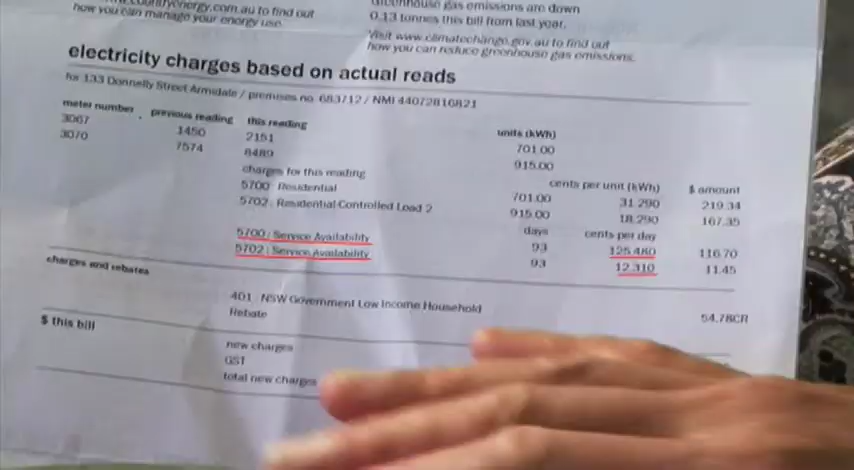 www.countryenergy.com.au to find out
how you can manage your energy use.
Greenhouse gas emissions are down
0.13 tonnes this bill from last year.
Visit www.climatechange.gov.au to find out
how you can reduce greenhouse gas emissions.
electricity charges based on actual reads
for 133 Donnelly Street Armidale / premises no. 683712 / NMI 44072816821
meter number previous reading this reading units (kWh)
3067 1450 2151 701.00
3070 7574 8489 915.00
charges for this reading cents per unit (kWh) $ amount
5700 : Residential 701.00 31.290 219.34
5702 : Residential-Controlled Load 2 915.00 18.290 167.35
days cents per day
5700 : Service Availability 93 125.480 116.70
5702 : Service Availability 93 12.310 11.45
charges and rebates
401 : NSW Government Low Income Household
Rebate 54.78CR
$ this bill
new charges
GST
total new charges